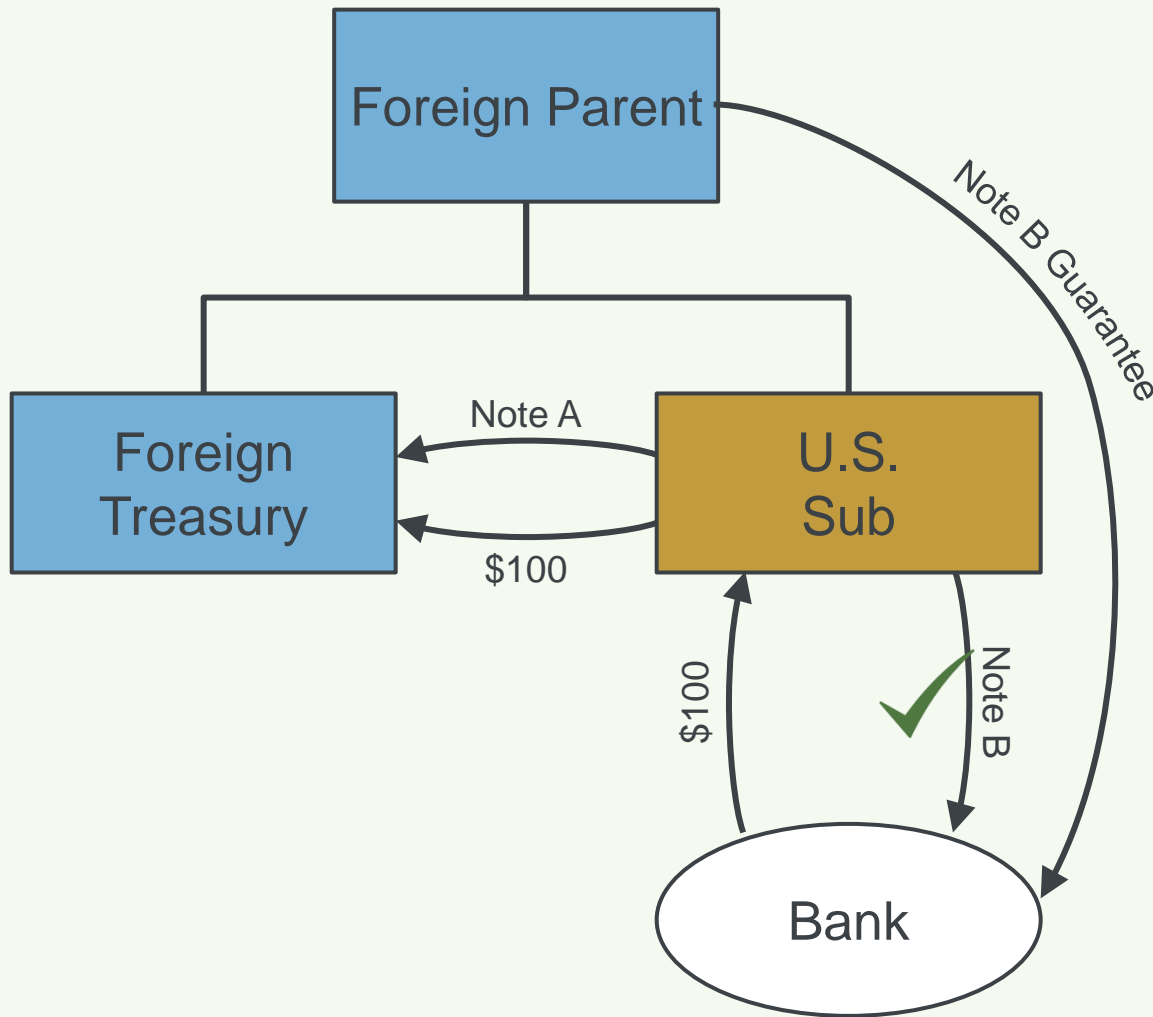 Foreign Parent
Note B Guarantee
Note A
Foreign
Treasury
U.S.
Sub
$100
$100
Note B
Bank